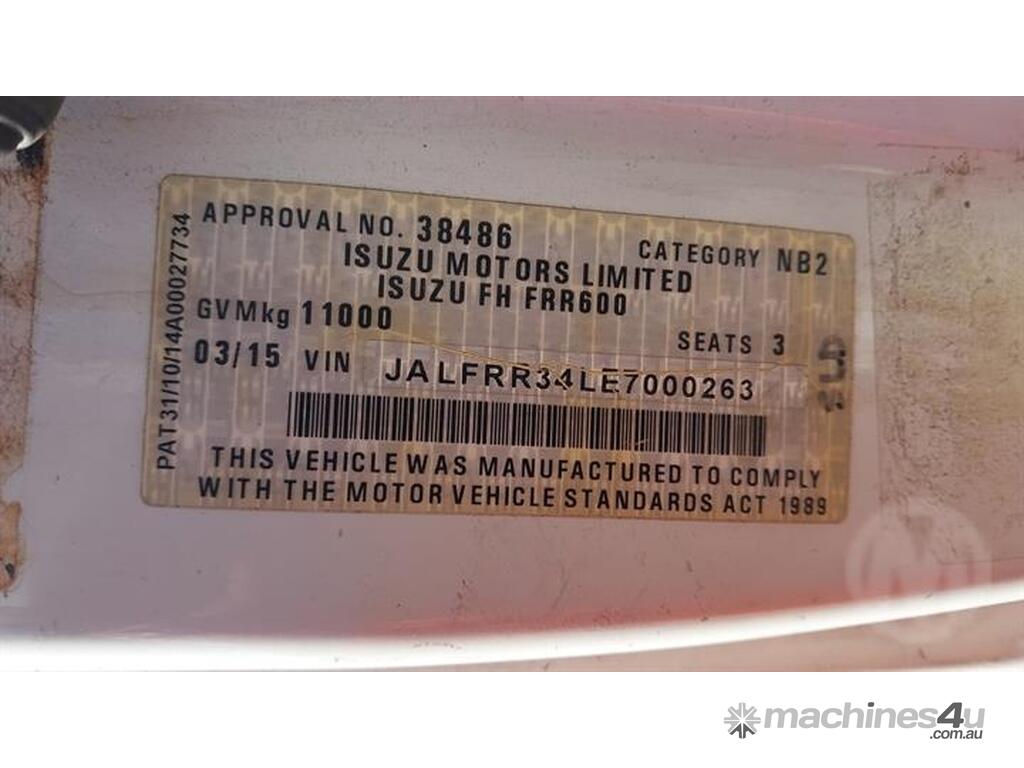 APPROVAL NO. 38486 CATEGORY NB2
ISUZU MOTORS LIMITED
ISUZU FH FRR600
GVMkg 11000 SEATS 3
03/15 VIN JALFRR34LE7000263
THIS VEHICLE WAS MANUFACTURED TO COMPLY
WITH THE MOTOR VEHICLE STANDARDS ACT 1989
PAT31/10/14A00027734
M
machines4u
.com.au